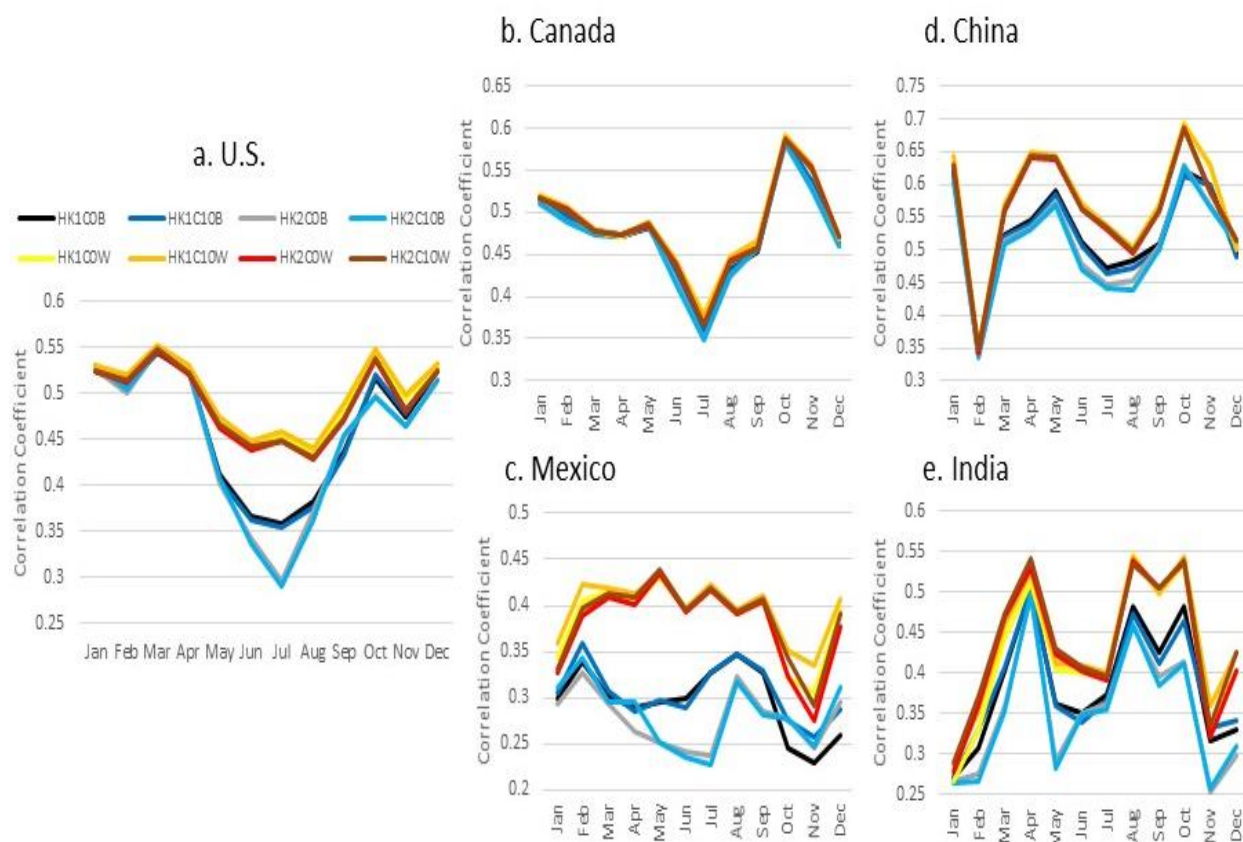 a. U.S.
HK1C0B HK1C10B HK2C0B HK2C10B
HK1C0W HK1C10W HK2C0W HK2C10W
Correlation Coefficient
0.6
0.55
0.5
0.45
0.4
0.35
0.3
0.25
Jan Feb Mar Apr May Jun Jul Aug Sep Oct Nov Dec
b. Canada
Correlation Coefficient
0.65
0.6
0.55
0.5
0.45
0.4
0.35
0.3
Jan Feb Mar Apr May Jun Jul Aug Sep Oct Nov Dec
c. Mexico
Correlation Coefficient
0.5
0.45
0.4
0.35
0.3
0.25
0.2
Jan Feb Mar Apr May Jun Jul Aug Sep Oct Nov Dec
d. China
Correlation Coefficient
0.75
0.7
0.65
0.6
0.55
0.5
0.45
0.4
0.35
0.3
Jan Feb Mar Apr May Jun Jul Aug Sep Oct Nov Dec
e. India
Correlation Coefficient
0.6
0.55
0.5
0.45
0.4
0.35
0.3
0.25
Jan Feb Mar Apr May Jun Jul Aug Sep Oct Nov Dec